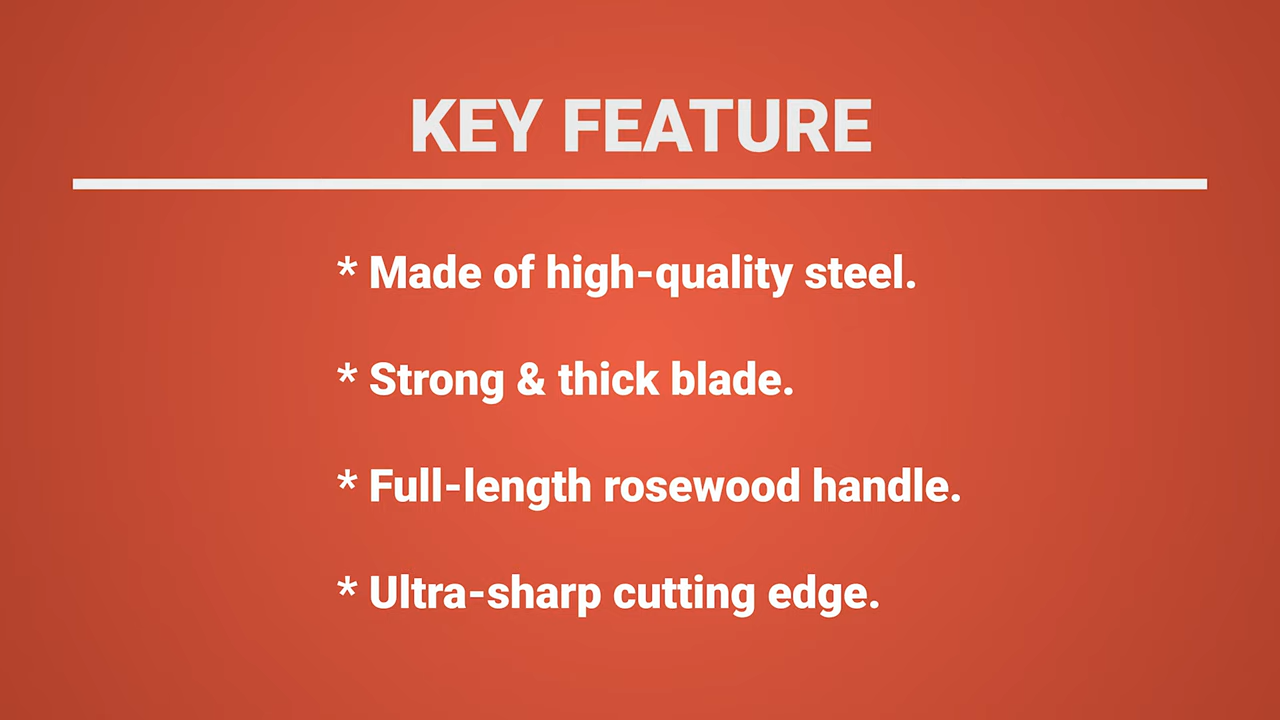 KEY FEATURE
* Made of high-quality steel.
* Strong & thick blade.
* Full-length rosewood handle.
* Ultra-sharp cutting edge.